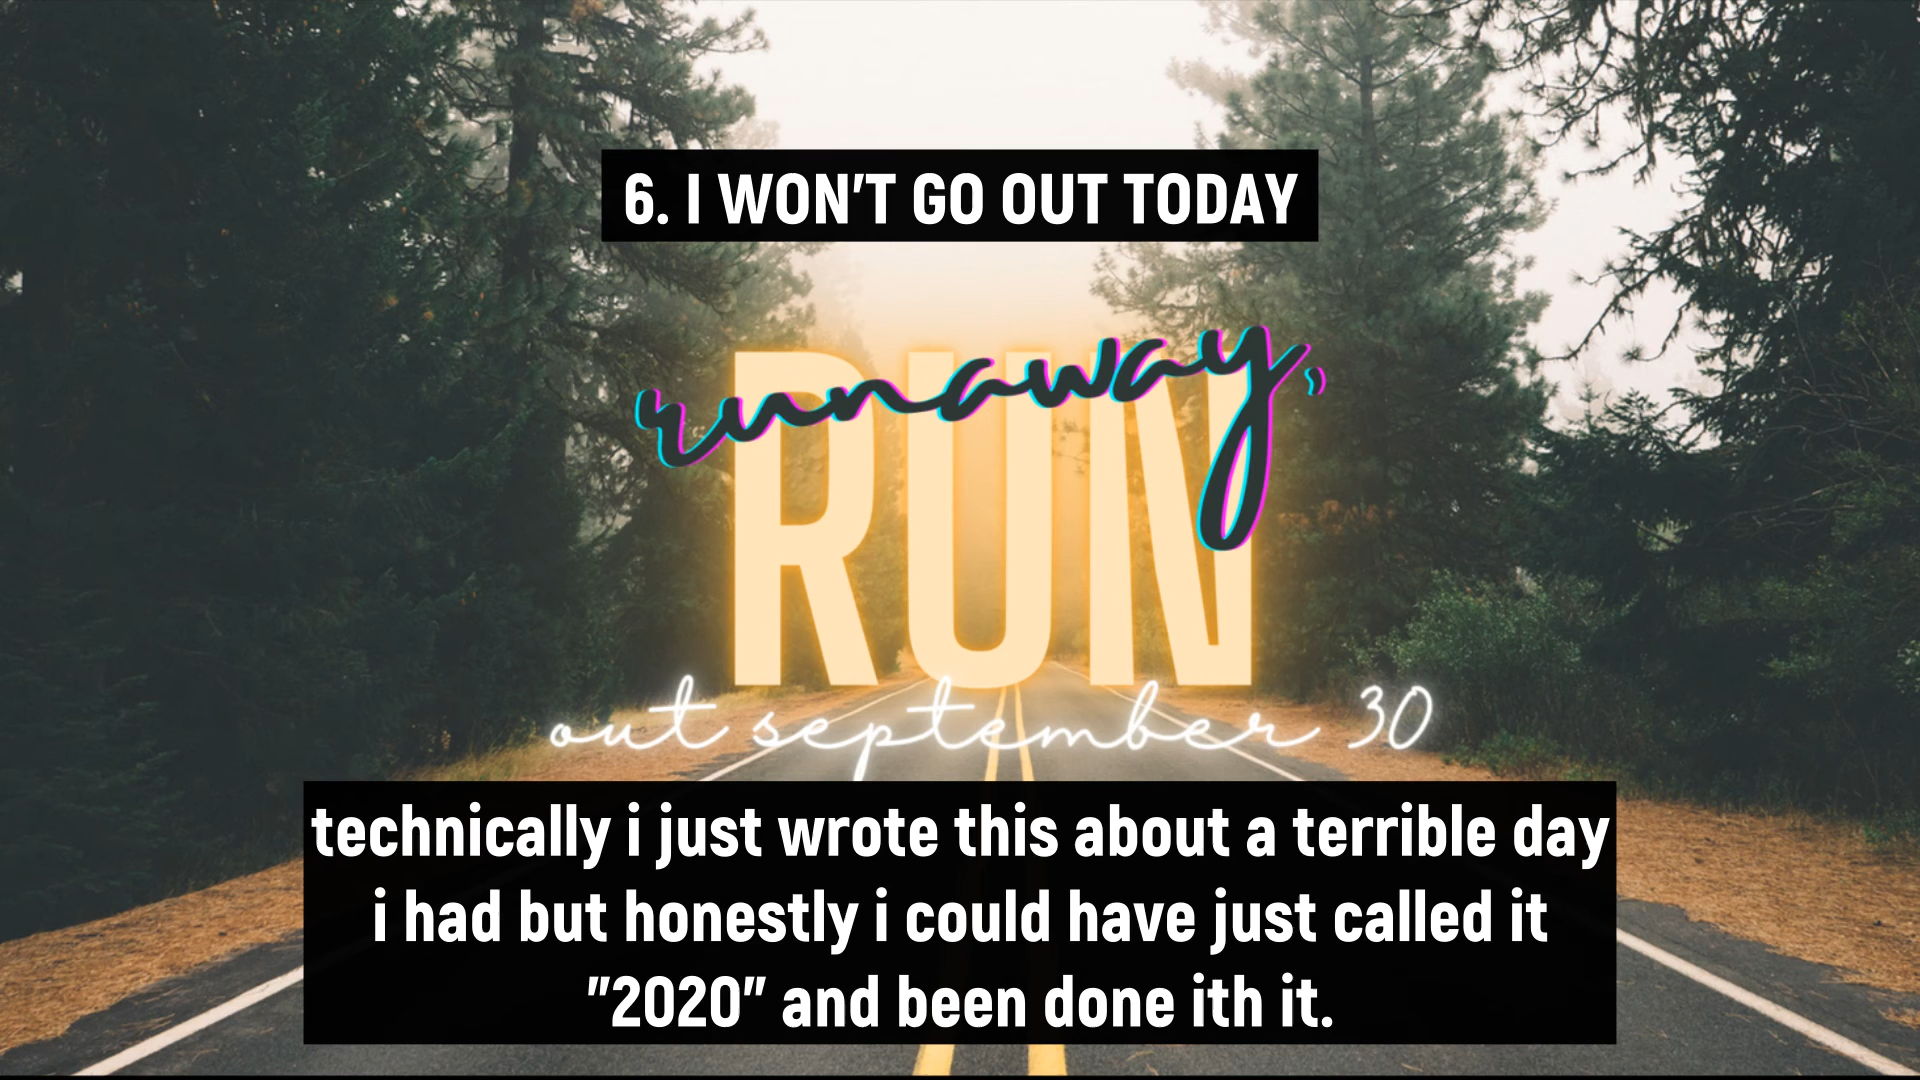 6. I WON'T GO OUT TODAY
runaway,
RUN
out september 30
technically i just wrote this about a terrible day
i had but honestly i could have just called it
"2020" and been done ith it.